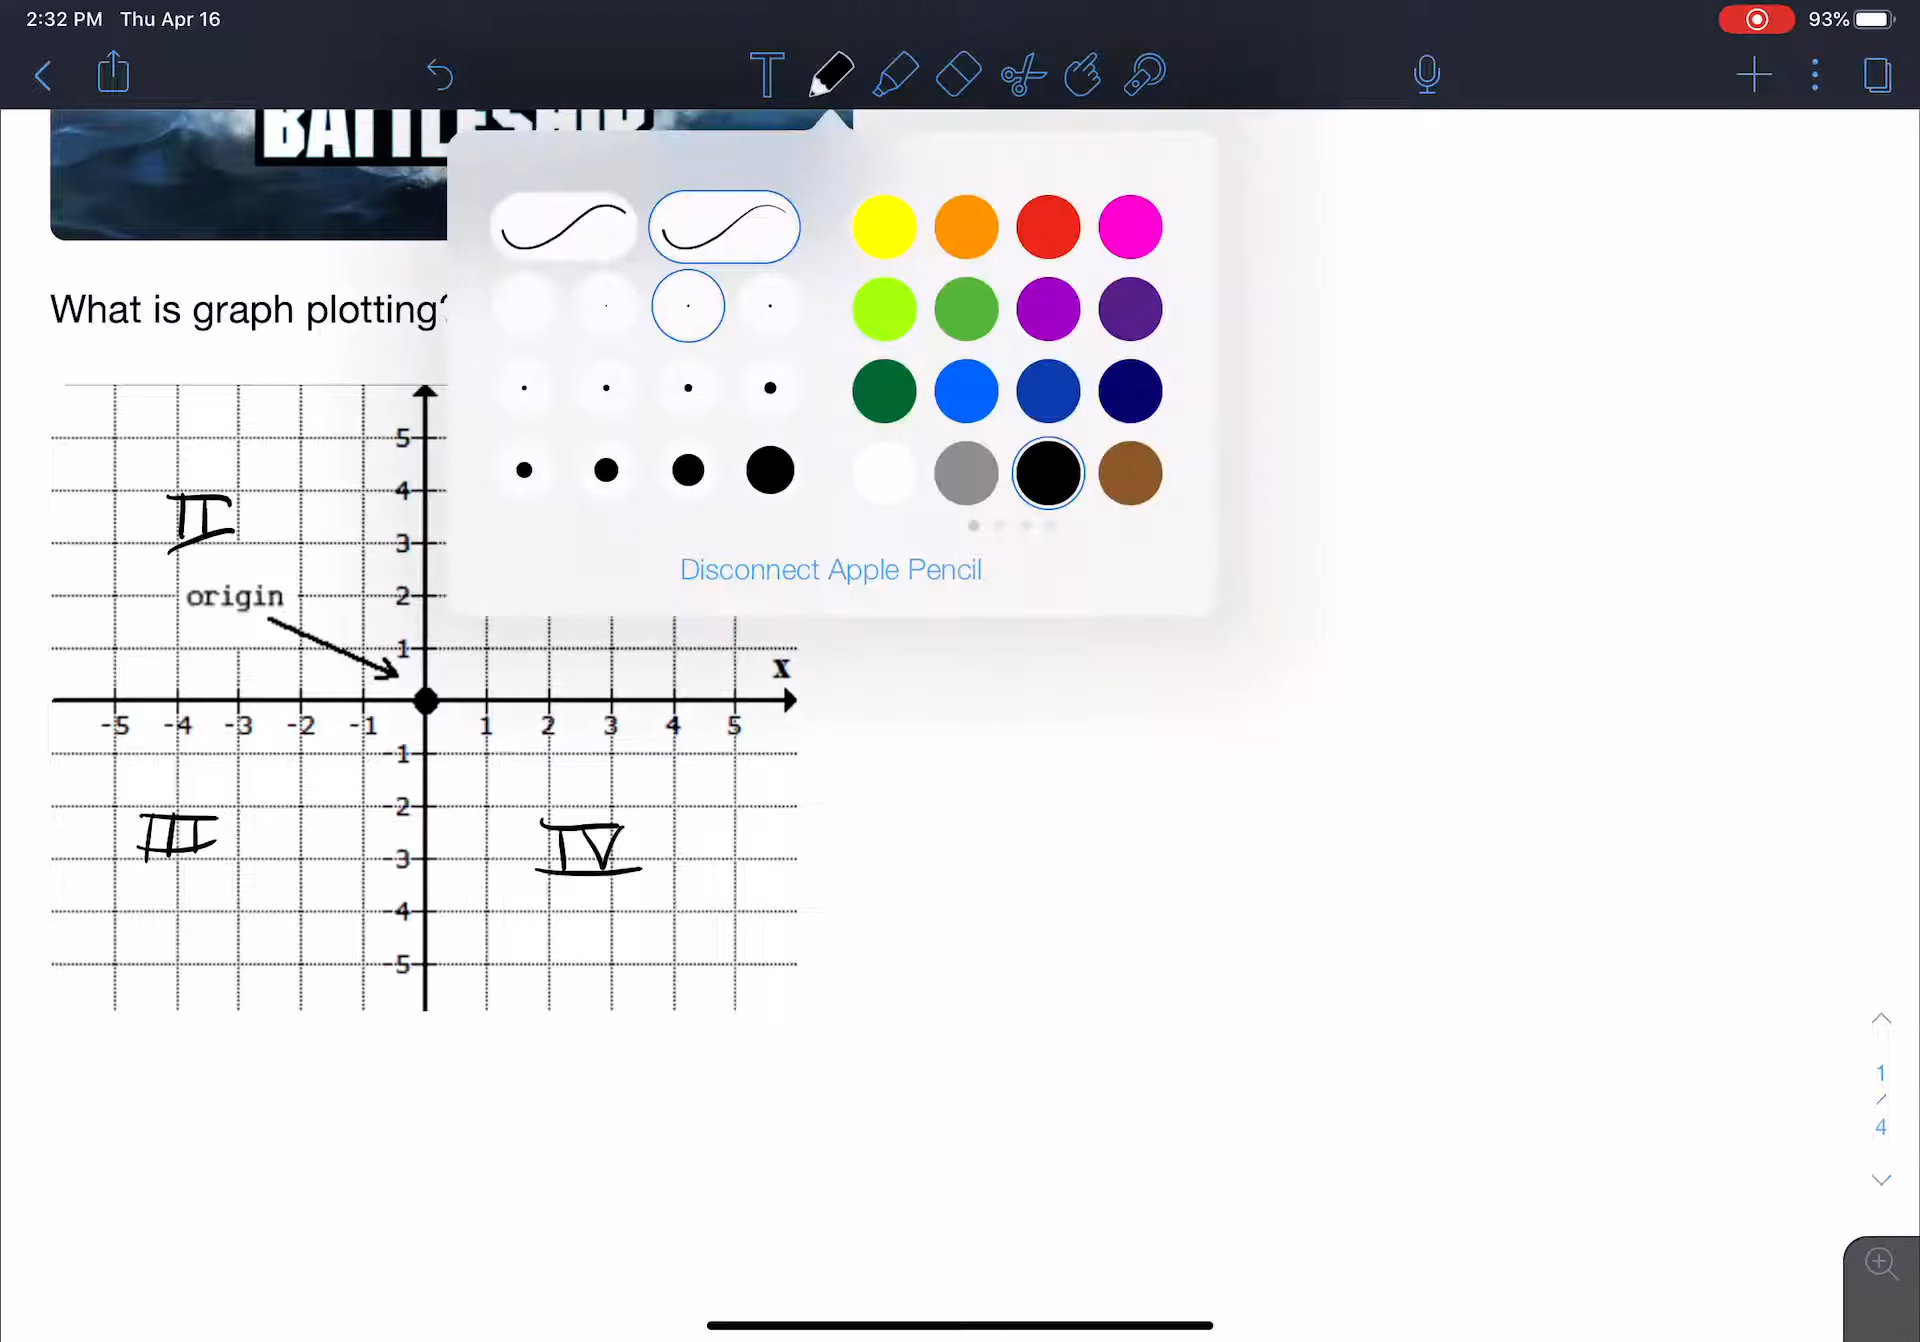 2:32 PM Thu Apr 16
93%
BATTLESHIP
What is graph plotting?
5
4
II
3
origin
2
1
x
-5 -4 -3 -2 -1 1 2 3 4 5
-1
-2
III
IV
-3
-4
-5
Disconnect Apple Pencil
1
/
4